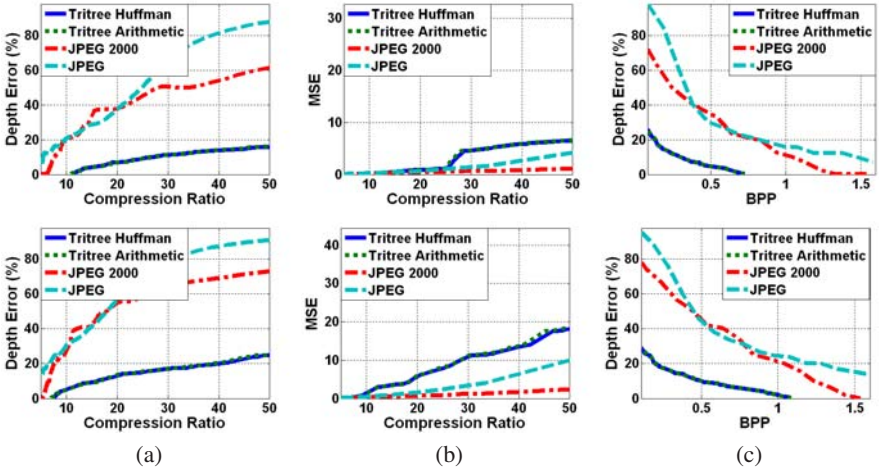 Depth Error (%)
80
60
40
20
0
Tritree Huffman
Tritree Arithmetic
JPEG 2000
JPEG
10 20 30 40 50
Compression Ratio
MSE
30
20
10
0
Tritree Huffman
Tritree Arithmetic
JPEG 2000
JPEG
10 20 30 40 50
Compression Ratio
Depth Error (%)
80
60
40
20
0
Tritree Huffman
Tritree Arithmetic
JPEG 2000
JPEG
0.5 1 1.5
BPP
Depth Error (%)
80
60
40
20
0
Tritree Huffman
Tritree Arithmetic
JPEG 2000
JPEG
10 20 30 40 50
Compression Ratio
MSE
40
30
20
10
0
Tritree Huffman
Tritree Arithmetic
JPEG 2000
JPEG
10 20 30 40 50
Compression Ratio
Depth Error (%)
80
60
40
20
0
Tritree Huffman
Tritree Arithmetic
JPEG 2000
JPEG
0.5 1 1.5
BPP
(a) (b) (c)